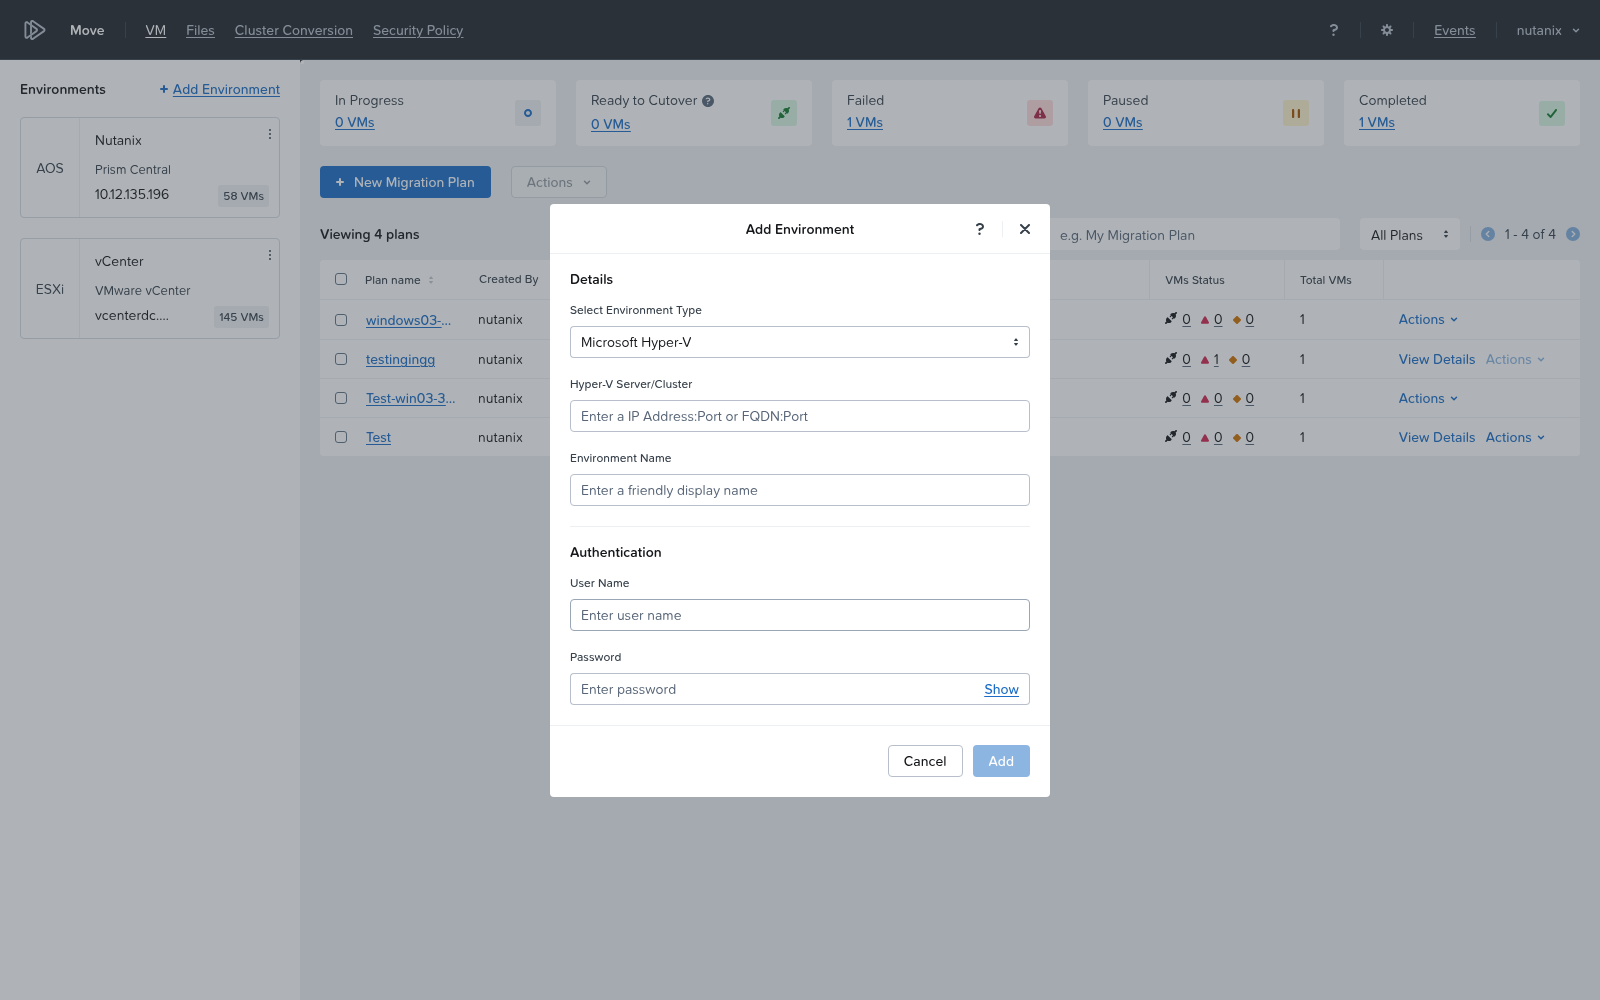 Move VM Files Cluster Conversion Security Policy ? Events nutanix
Environments + Add Environment
AOS
Nutanix
Prism Central
10.12.135.196 58 VMs
ESXi
vCenter
VMware vCenter
vcenterdc.... 145 VMs
In Progress
0 VMs
Ready to Cutover ?
0 VMs
Failed
1 VMs
Paused
0 VMs
Completed
1 VMs
+ New Migration Plan Actions
Viewing 4 plans e.g. My Migration Plan All Plans 1 - 4 of 4
Plan name Created By VMs Status Total VMs
windows03-... nutanix 0 0 0 1 Actions
testingingg nutanix 0 1 0 1 View Details Actions
Test-win03-3... nutanix 0 0 0 1 Actions
Test nutanix 0 0 0 1 View Details Actions
Add Environment ?
Details
Select Environment Type
Microsoft Hyper-V
Hyper-V Server/Cluster
Enter a IP Address:Port or FQDN:Port
Environment Name
Enter a friendly display name
Authentication
User Name
Enter user name
Password
Enter password Show
Cancel Add